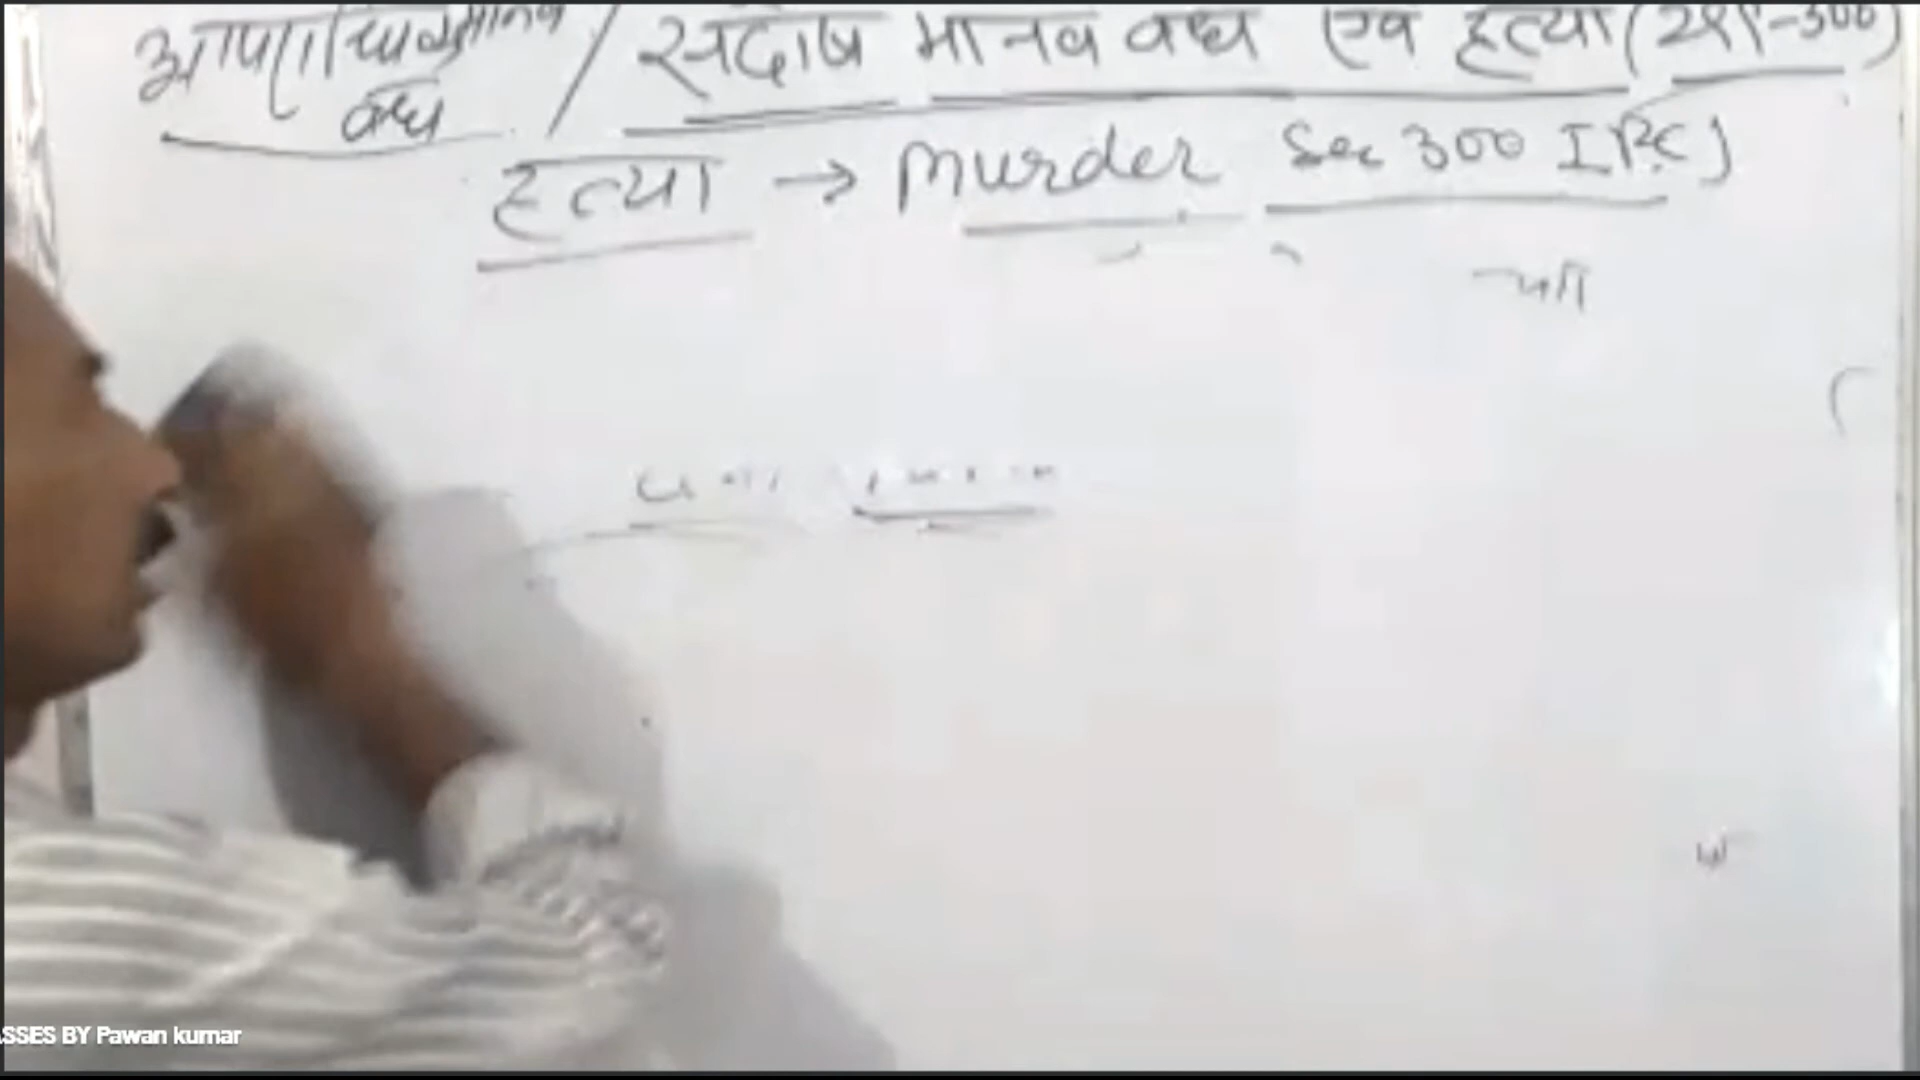 आपराधिक मानव वध / सदोष मानव वध एव हत्या (299-300)
हत्या → Murder Sec 300 IPC)
SSES BY Pawan kumar